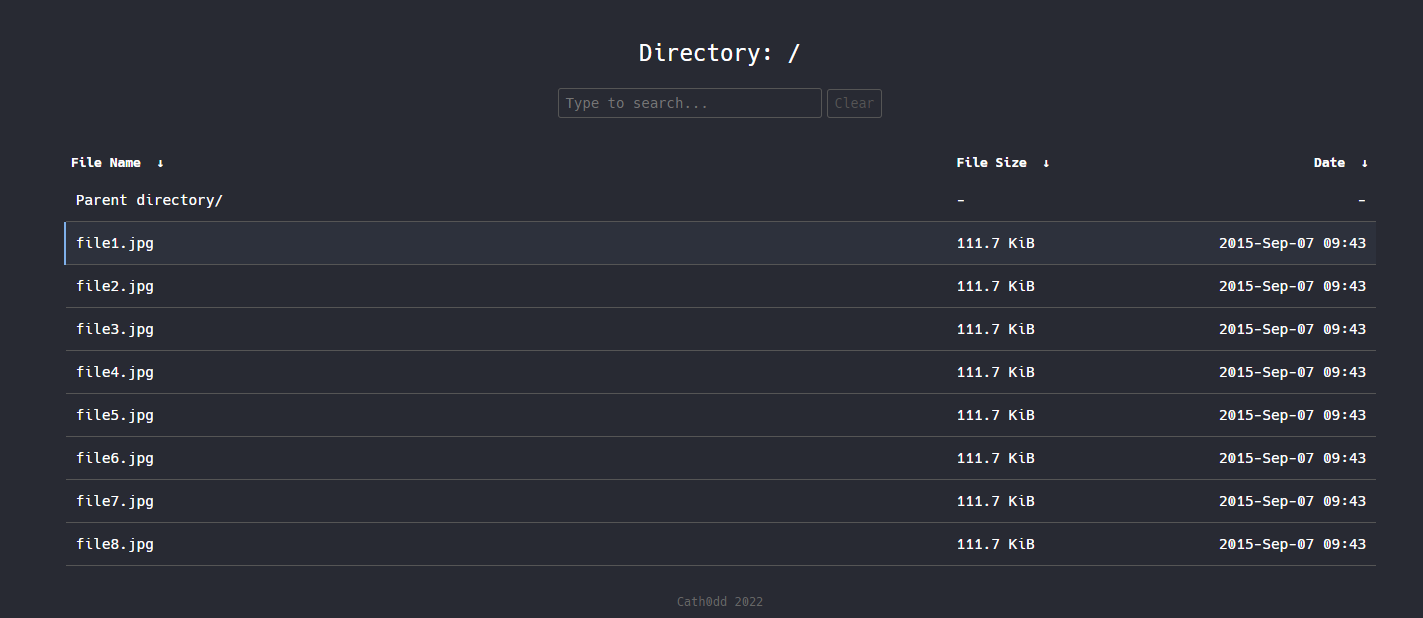 Directory: /
Type to search... Clear
File Name ↓ File Size ↓ Date ↓
Parent directory/ - -
file1.jpg 111.7 KiB 2015-Sep-07 09:43
file2.jpg 111.7 KiB 2015-Sep-07 09:43
file3.jpg 111.7 KiB 2015-Sep-07 09:43
file4.jpg 111.7 KiB 2015-Sep-07 09:43
file5.jpg 111.7 KiB 2015-Sep-07 09:43
file6.jpg 111.7 KiB 2015-Sep-07 09:43
file7.jpg 111.7 KiB 2015-Sep-07 09:43
file8.jpg 111.7 KiB 2015-Sep-07 09:43
Cath0dd 2022